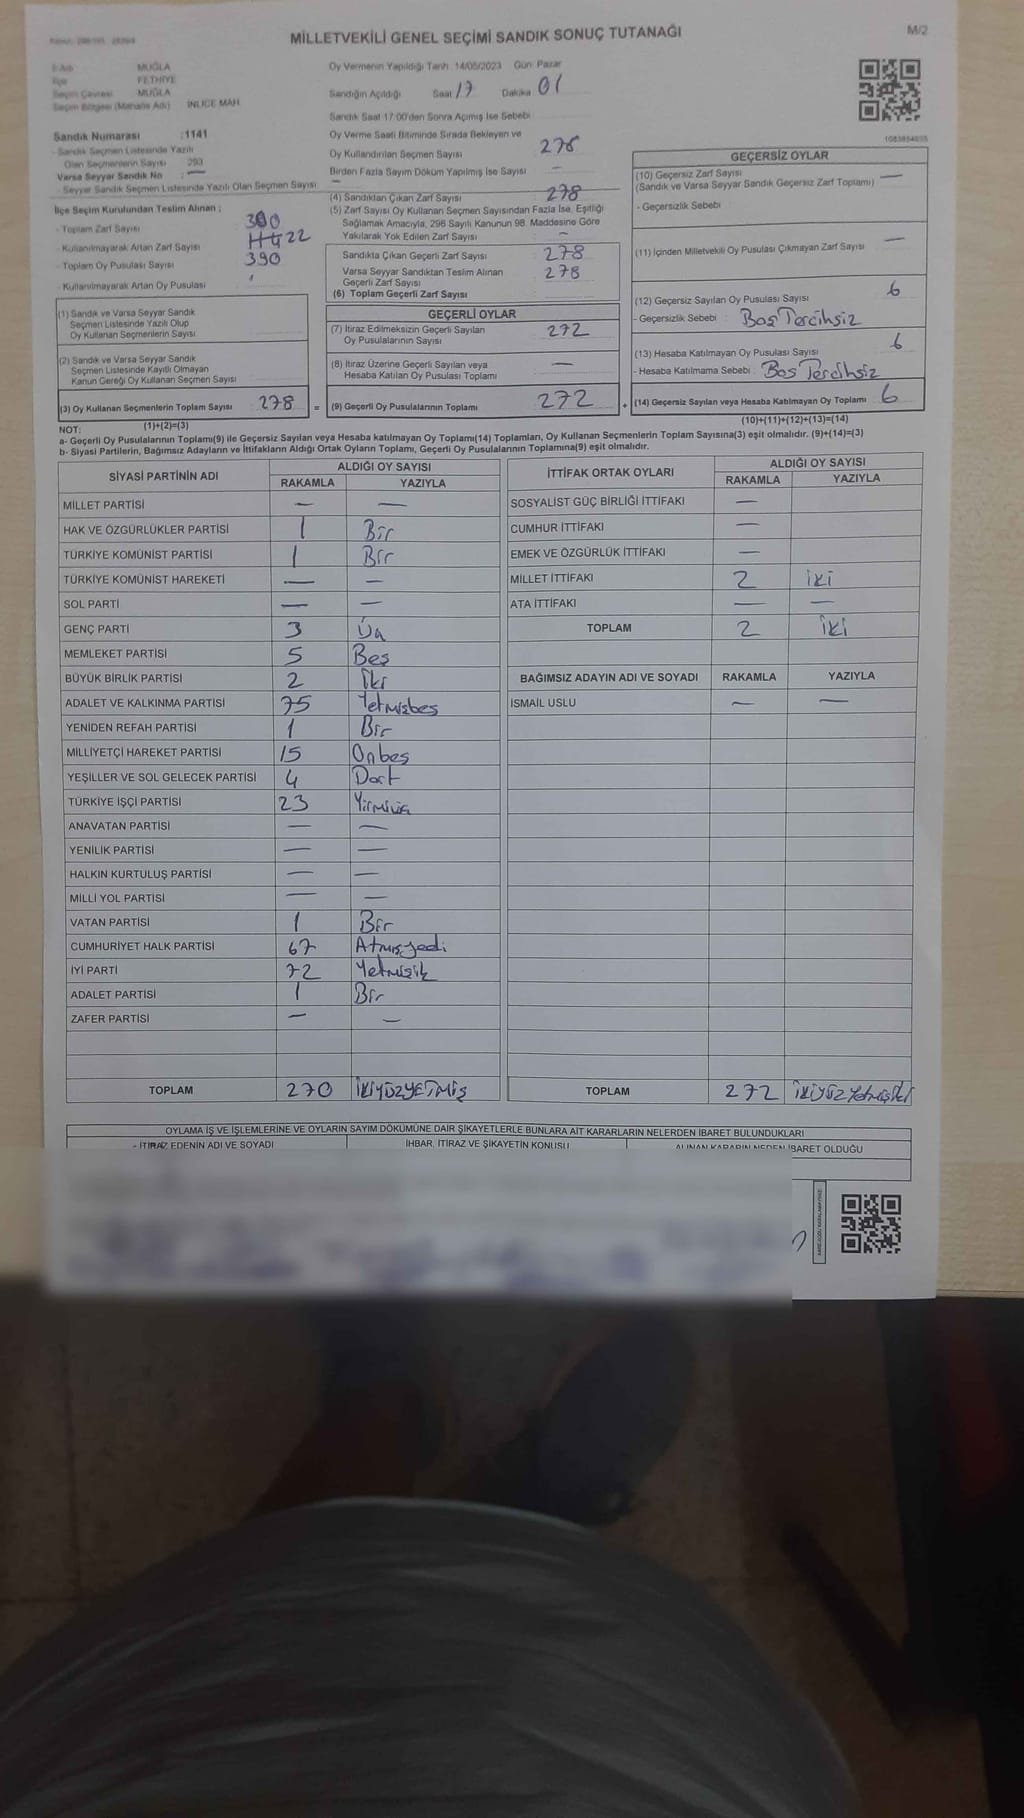 MİLLETVEKİLİ GENEL SEÇİMİ SANDIK SONUÇ TUTANAĞI
M/2
MUĞLA
FETHİYE
Seçim Çevresi MUĞLA
Seçim Bölgesi (Mahalle Adı) İNLİCE MAH.
Oy Vermenin Yapıldığı Tarih: 14/05/2023 Gün: Pazar
Sandığın Açıldığı Saat 17 Dakika 01
Sandık Saat 17:00'den Sonra Açılmış İse Sebebi
Oy Verme Saati Bitiminde Sırada Bekleyen ve
Oy Kullandırılan Seçmen Sayısı 278
Birden Fazla Sayım Döküm Yapılmış İse Sayısı —
Sandık Numarası :1141
- Sandık Seçmen Listesinde Yazılı
Olan Seçmenlerin Sayısı 293
Varsa Seyyar Sandık No : —
- Seyyar Sandık Seçmen Listesinde Yazılı Olan Seçmen Sayısı —
İlçe Seçim Kurulundan Teslim Alınan ;
- Toplam Zarf Sayısı 300
- Kullanılmayarak Artan Zarf Sayısı 22
- Toplam Oy Pusulası Sayısı 390
- Kullanılmayarak Artan Oy Pusulası
(1) Sandık ve Varsa Seyyar Sandık
Seçmen Listesinde Yazılı Olup
Oy Kullanan Seçmenlerin Sayısı
(2) Sandık ve Varsa Seyyar Sandık
Seçmen Listesinde Kayıtlı Olmayan
Kanun Gereği Oy Kullanan Seçmen Sayısı
(3) Oy Kullanan Seçmenlerin Toplam Sayısı 278 =
(1)+(2)=(3)
(4) Sandıktan Çıkan Zarf Sayısı 278
(5) Zarf Sayısı Oy Kullanan Seçmen Sayısından Fazla İse, Eşitliği
Sağlamak Amacıyla, 298 Sayılı Kanunun 98. Maddesine Göre
Yakılarak Yok Edilen Zarf Sayısı —
Sandıkta Çıkan Geçerli Zarf Sayısı 278
Varsa Seyyar Sandıktan Teslim Alınan
Geçerli Zarf Sayısı 278
(6) Toplam Geçerli Zarf Sayısı
GEÇERLİ OYLAR
(7) İtiraz Edilmeksizin Geçerli Sayılan
Oy Pusulalarının Sayısı 272
(8) İtiraz Üzerine Geçerli Sayılan veya
Hesaba Katılan Oy Pusulası Toplamı —
(9) Geçerli Oy Pusulalarının Toplamı 272 +
1083854635
GEÇERSİZ OYLAR
(10) Geçersiz Zarf Sayısı —
(Sandık ve Varsa Seyyar Sandık Geçersiz Zarf Toplamı)
- Geçersizlik Sebebi
(11) İçinden Milletvekili Oy Pusulası Çıkmayan Zarf Sayısı —
(12) Geçersiz Sayılan Oy Pusulası Sayısı 6
- Geçersizlik Sebebi : Boş Tercihsiz
(13) Hesaba Katılmayan Oy Pusulası Sayısı 6
- Hesaba Katılmama Sebebi : Boş Tercihsiz
(14) Geçersiz Sayılan veya Hesaba Katılmayan Oy Toplamı 6
(10)+(11)+(12)+(13)=(14)
NOT:
a- Geçerli Oy Pusulalarının Toplamı(9) ile Geçersiz Sayılan veya Hesaba katılmayan Oy Toplamı(14) Toplamları, Oy Kullanan Seçmenlerin Toplam Sayısına(3) eşit olmalıdır. (9)+(14)=(3)
b- Siyasi Partilerin, Bağımsız Adayların ve İttifakların Aldığı Ortak Oyların Toplamı, Geçerli Oy Pusulalarının Toplamına(9) eşit olmalıdır.
SİYASİ PARTİNİN ADI ALDIĞI OY SAYISI
RAKAMLA YAZIYLA
MİLLET PARTİSİ — —
HAK VE ÖZGÜRLÜKLER PARTİSİ 1 Bir
TÜRKİYE KOMÜNİST PARTİSİ 1 Bir
TÜRKİYE KOMÜNİST HAREKETİ — —
SOL PARTİ — —
GENÇ PARTİ 3 Üç
MEMLEKET PARTİSİ 5 Beş
BÜYÜK BİRLİK PARTİSİ 2 İki
ADALET VE KALKINMA PARTİSİ 75 Yetmişbeş
YENİDEN REFAH PARTİSİ 1 Bir
MİLLİYETÇİ HAREKET PARTİSİ 15 Onbeş
YEŞİLLER VE SOL GELECEK PARTİSİ 4 Dört
TÜRKİYE İŞÇİ PARTİSİ 23 Yirmiüç
ANAVATAN PARTİSİ — —
YENİLİK PARTİSİ — —
HALKIN KURTULUŞ PARTİSİ — —
MİLLİ YOL PARTİSİ — —
VATAN PARTİSİ 1 Bir
CUMHURİYET HALK PARTİSİ 67 Atmışyedi
İYİ PARTİ 72 Yetmişik
ADALET PARTİSİ 1 Bir
ZAFER PARTİSİ — —
TOPLAM 270 İKİYÜZYETMİŞ
İTTİFAK ORTAK OYLARI ALDIĞI OY SAYISI
RAKAMLA YAZIYLA
SOSYALİST GÜÇ BİRLİĞİ İTTİFAKI —
CUMHUR İTTİFAKI —
EMEK VE ÖZGÜRLÜK İTTİFAKI —
MİLLET İTTİFAKI 2 iki
ATA İTTİFAKI — —
TOPLAM 2 iki
BAĞIMSIZ ADAYIN ADI VE SOYADI RAKAMLA YAZIYLA
İSMAİL USLU — —
TOPLAM 272 ikiyüzyetmişiki
OYLAMA İŞ VE İŞLEMLERİNE VE OYLARIN SAYIM DÖKÜMÜNE DAİR ŞİKAYETLERLE BUNLARA AİT KARARLARIN NELERDEN İBARET BULUNDUKLARI
- İTİRAZ EDENİN ADI VE SOYADI İHBAR, İTİRAZ VE ŞİKAYETİN KONUSU ALINAN KARARIN NEDEN İBARET OLDUĞU